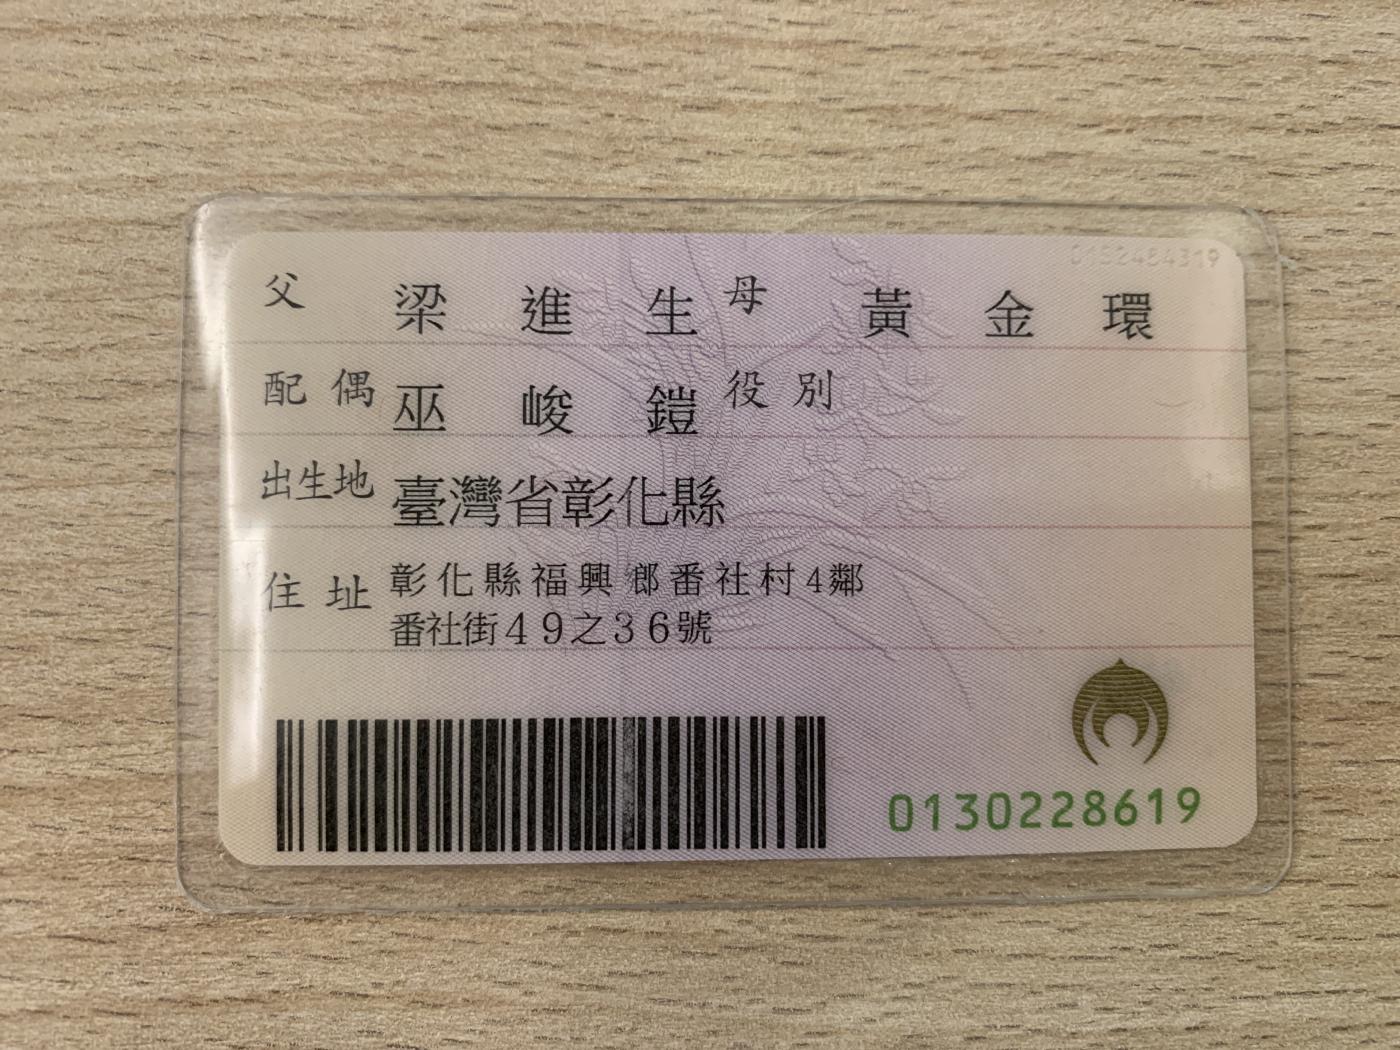 父 梁進生 母 黃金環
配偶 巫峻鎧 役別
出生地 臺灣省彰化縣
住址 彰化縣福興鄉番社村4鄰
番社街49之36號
0130228619